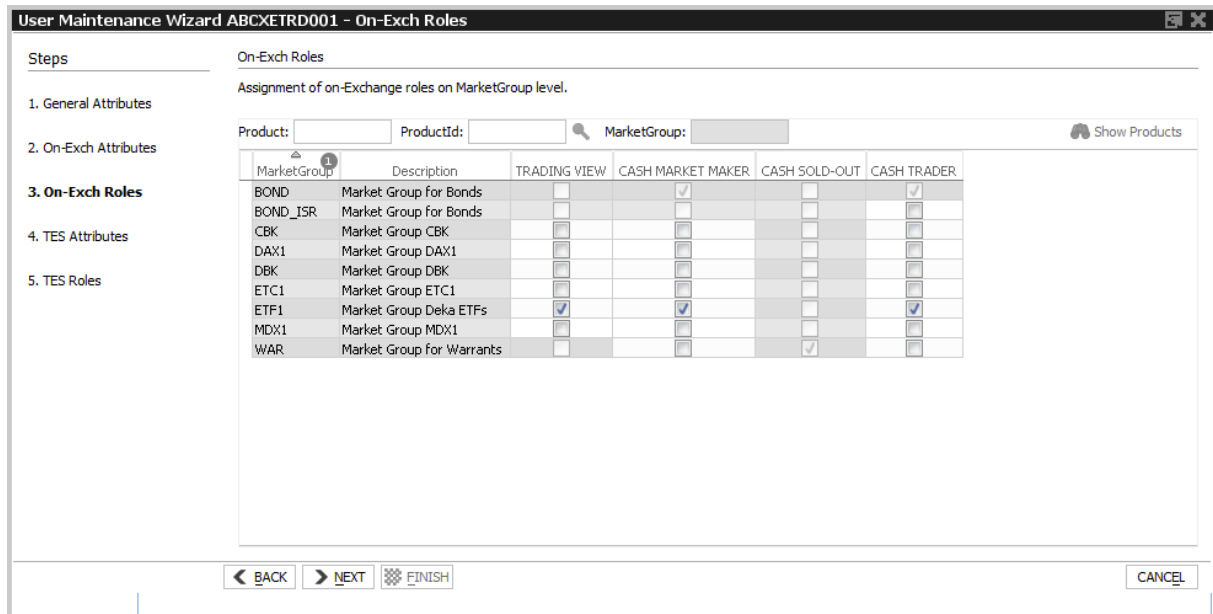 User Maintenance Wizard ABCXETRD001 - On-Exch Roles
Steps
1. General Attributes
2. On-Exch Attributes
3. On-Exch Roles
4. TES Attributes
5. TES Roles
On-Exch Roles
Assignment of on-Exchange roles on MarketGroup level.
Product: ProductId: MarketGroup: Show Products
MarketGroup 1 Description TRADING VIEW CASH MARKET MAKER CASH SOLD-OUT CASH TRADER
BOND Market Group for Bonds
BOND_ISR Market Group for Bonds
CBK Market Group CBK
DAX1 Market Group DAX1
DBK Market Group DBK
ETC1 Market Group ETC1
ETF1 Market Group Deka ETFs
MDX1 Market Group MDX1
WAR Market Group for Warrants
BACK NEXT FINISH CANCEL